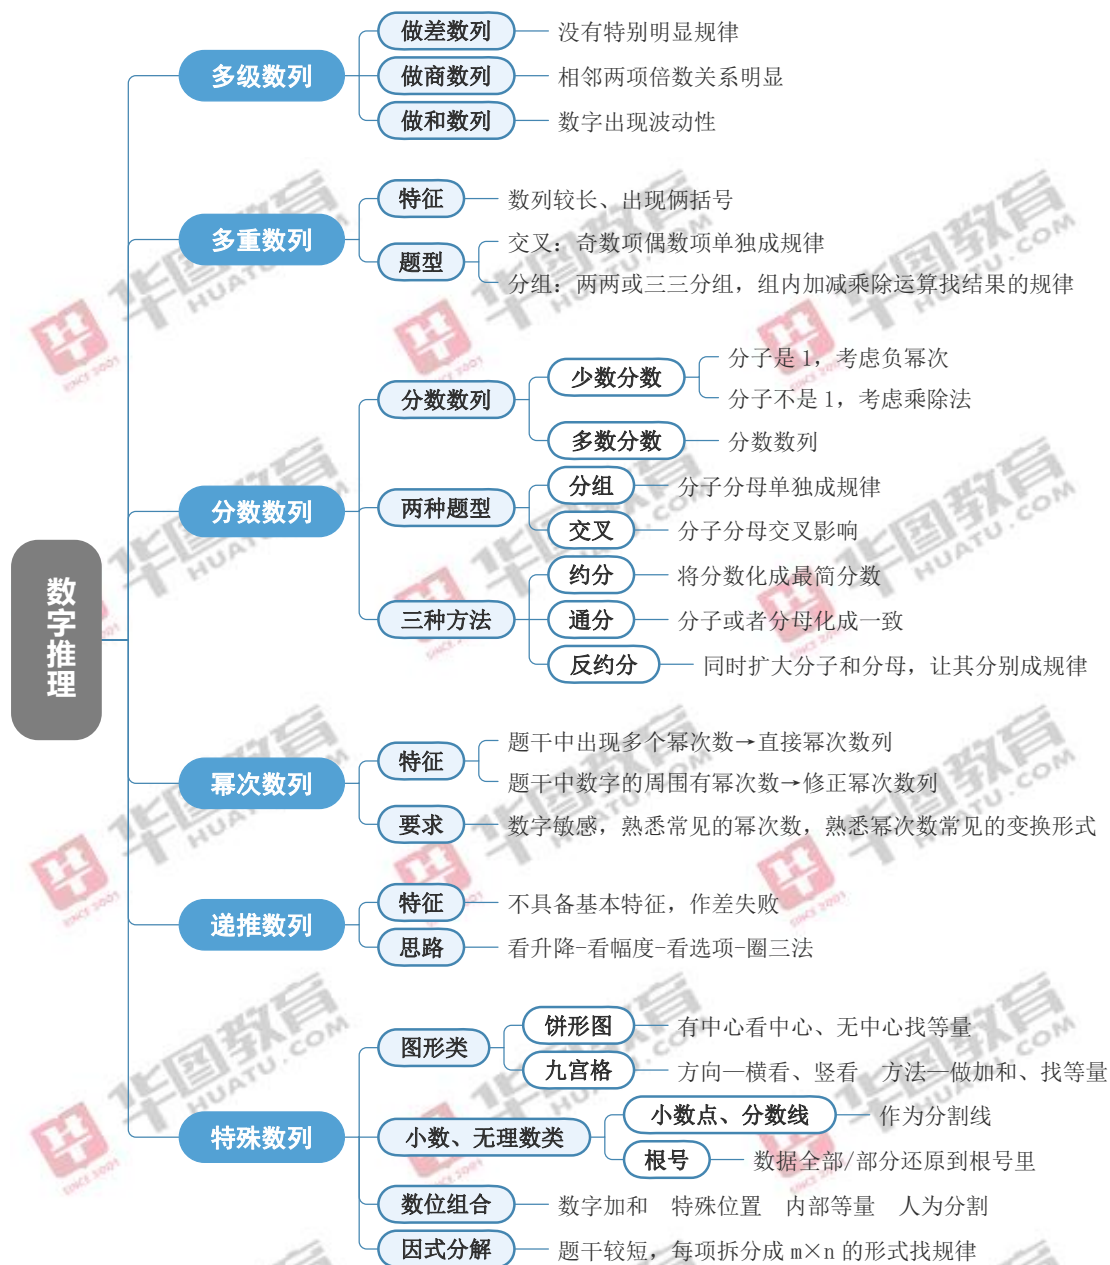 数字推理
多级数列
做差数列
没有特别明显规律
做商数列
相邻两项倍数关系明显
做和数列
数字出现波动性
多重数列
特征
数列较长、出现俩括号
题型
交叉：奇数项偶数项单独成规律
分组：两两或三三分组，组内加减乘除运算找结果的规律
分数数列
分数数列
少数分数
分子是 1，考虑负幂次
分子不是 1，考虑乘除法
多数分数
分数数列
两种题型
分组
分子分母单独成规律
交叉
分子分母交叉影响
三种方法
约分
将分数化成最简分数
通分
分子或者分母化成一致
反约分
同时扩大分子和分母，让其分别成规律
幂次数列
特征
题干中出现多个幂次数→直接幂次数列
题干中数字的周围有幂次数→修正幂次数列
要求
数字敏感，熟悉常见的幂次数，熟悉幂次数常见的变换形式
递推数列
特征
不具备基本特征，作差失败
思路
看升降-看幅度-看选项-圈三法
特殊数列
图形类
饼形图
有中心看中心、无中心找等量
九宫格
方向—横看、竖看 方法—做加和、找等量
小数、无理数类
小数点、分数线
作为分割线
根号
数据全部/部分还原到根号里
数位组合
数字加和 特殊位置 内部等量 人为分割
因式分解
题干较短，每项拆分成 m×n 的形式找规律
华图教育
HUATU.COM
SINCE 2001